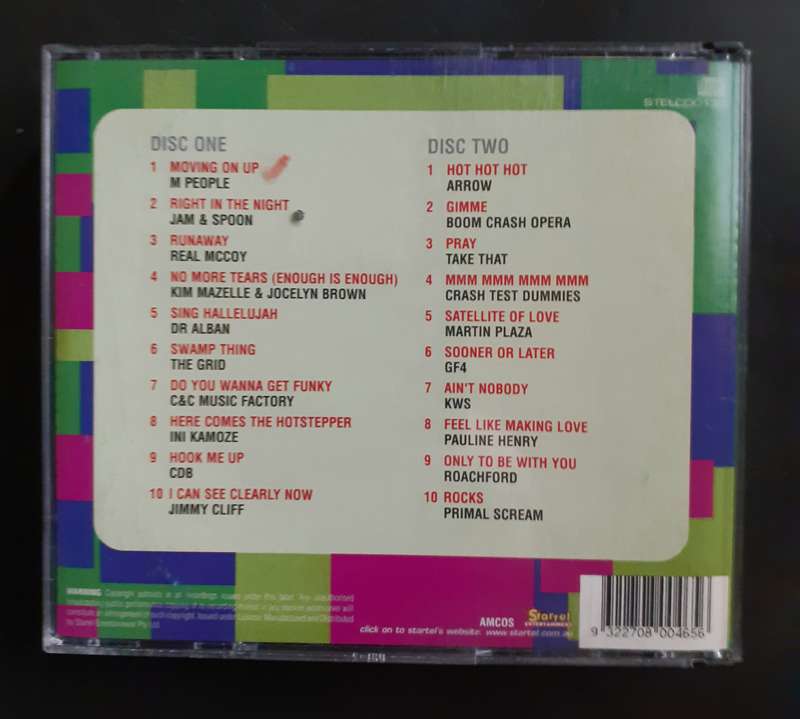 DISC ONE
1 MOVING ON UP
M PEOPLE
2 RIGHT IN THE NIGHT
JAM & SPOON
3 RUNAWAY
REAL MCCOY
4 NO MORE TEARS (ENOUGH IS ENOUGH)
KIM MAZELLE & JOCELYN BROWN
5 SING HALLELUJAH
DR ALBAN
6 SWAMP THING
THE GRID
7 DO YOU WANNA GET FUNKY
C&C MUSIC FACTORY
8 HERE COMES THE HOTSTEPPER
INI KAMOZE
9 HOOK ME UP
CDB
10 I CAN SEE CLEARLY NOW
JIMMY CLIFF
DISC TWO
1 HOT HOT HOT
ARROW
2 GIMME
BOOM CRASH OPERA
3 PRAY
TAKE THAT
4 MMM MMM MMM MMM
CRASH TEST DUMMIES
5 SATELLITE OF LOVE
MARTIN PLAZA
6 SOONER OR LATER
GF4
7 AIN'T NOBODY
KWS
8 FEEL LIKE MAKING LOVE
PAULINE HENRY
9 ONLY TO BE WITH YOU
ROACHFORD
10 ROCKS
PRIMAL SCREAM
WARNING Copyright
AMCOS Startel
ENTERTAINMENT
click on to startel's website: www.startel.com.au
9 322708 004656